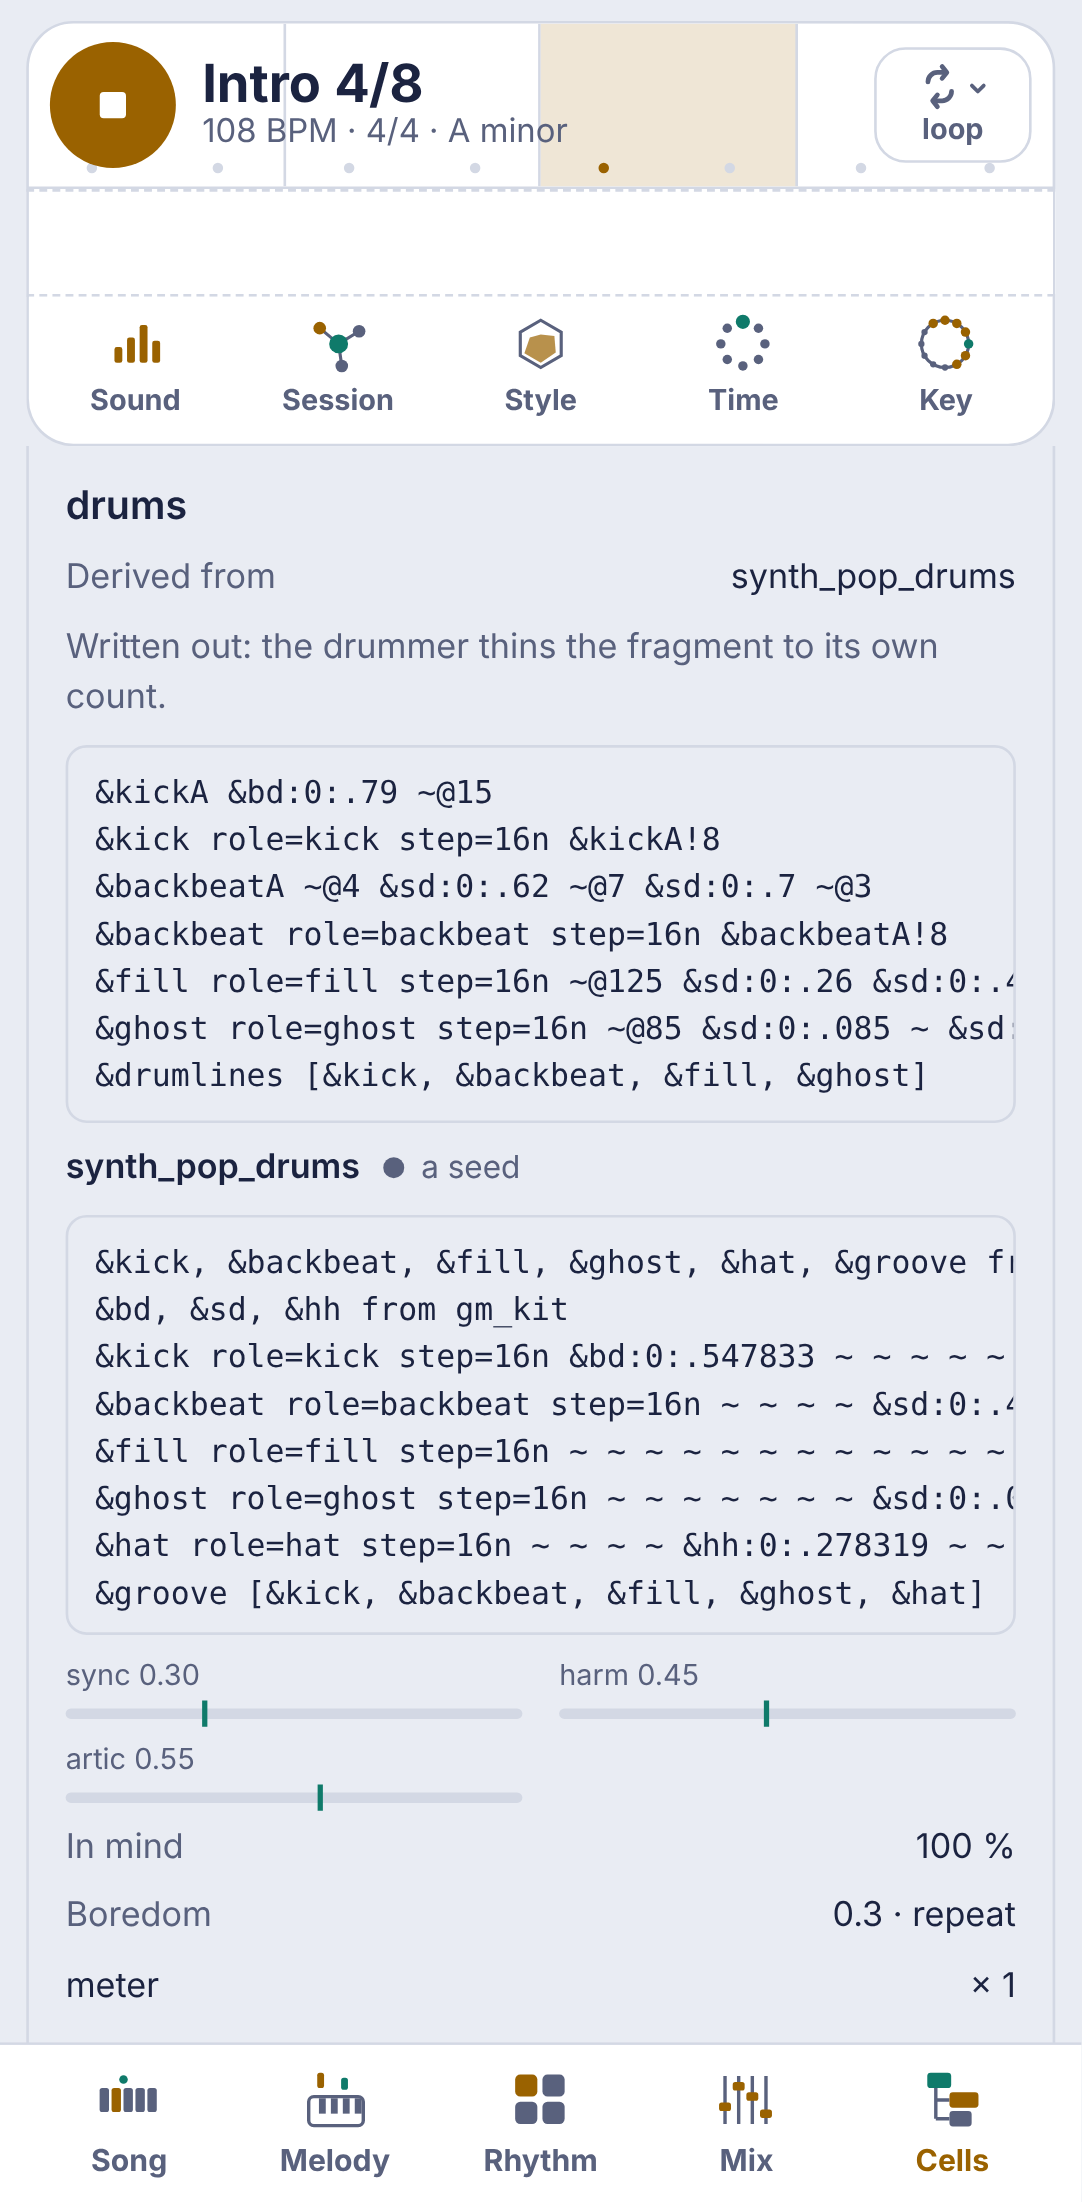 Intro 4/8
108 BPM · 4/4 · A minor
loop
Sound
Session
Style
Time
Key
drums
Derived from synth_pop_drums
Written out: the drummer thins the fragment to its own
count.
&kickA &bd:0:.79 ~@15
&kick role=kick step=16n &kickA!8
&backbeatA ~@4 &sd:0:.62 ~@7 &sd:0:.7 ~@3
&backbeat role=backbeat step=16n &backbeatA!8
&fill role=fill step=16n ~@125 &sd:0:.26 &sd:0:.4
&ghost role=ghost step=16n ~@85 &sd:0:.085 ~ &sd:
&drumlines [&kick, &backbeat, &fill, &ghost]
synth_pop_drums ● a seed
&kick, &backbeat, &fill, &ghost, &hat, &groove fr
&bd, &sd, &hh from gm_kit
&kick role=kick step=16n &bd:0:.547833 ~ ~ ~ ~ ~
&backbeat role=backbeat step=16n ~ ~ ~ ~ &sd:0:.4
&fill role=fill step=16n ~ ~ ~ ~ ~ ~ ~ ~ ~ ~ ~ ~
&ghost role=ghost step=16n ~ ~ ~ ~ ~ ~ ~ &sd:0:.0
&hat role=hat step=16n ~ ~ ~ ~ &hh:0:.278319 ~ ~
&groove [&kick, &backbeat, &fill, &ghost, &hat]
sync 0.30
harm 0.45
artic 0.55
In mind 100 %
Boredom 0.3 · repeat
meter × 1
Song
Melody
Rhythm
Mix
Cells